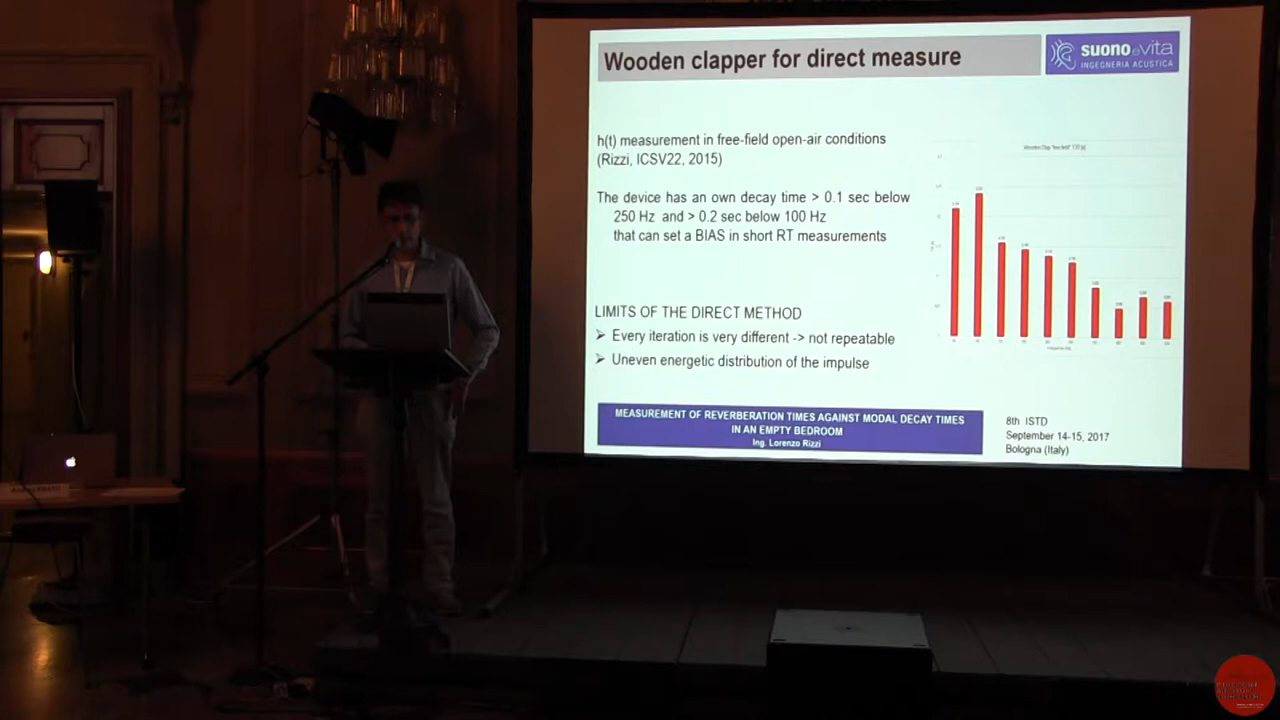 Wooden clapper for direct measure
suono e vita
INGEGNERIA ACUSTICA
h(t) measurement in free-field open-air conditions
(Rizzi, ICSV22, 2015)
The device has an own decay time > 0.1 sec below
250 Hz and > 0.2 sec below 100 Hz
that can set a BIAS in short RT measurements
LIMITS OF THE DIRECT METHOD
➢ Every iteration is very different -> not repeatable
➢ Uneven energetic distribution of the impulse
MEASUREMENT OF REVERBERATION TIMES AGAINST MODAL DECAY TIMES
IN AN EMPTY BEDROOM
Ing. Lorenzo Rizzi
8th ISTD
September 14-15, 2017
Bologna (Italy)